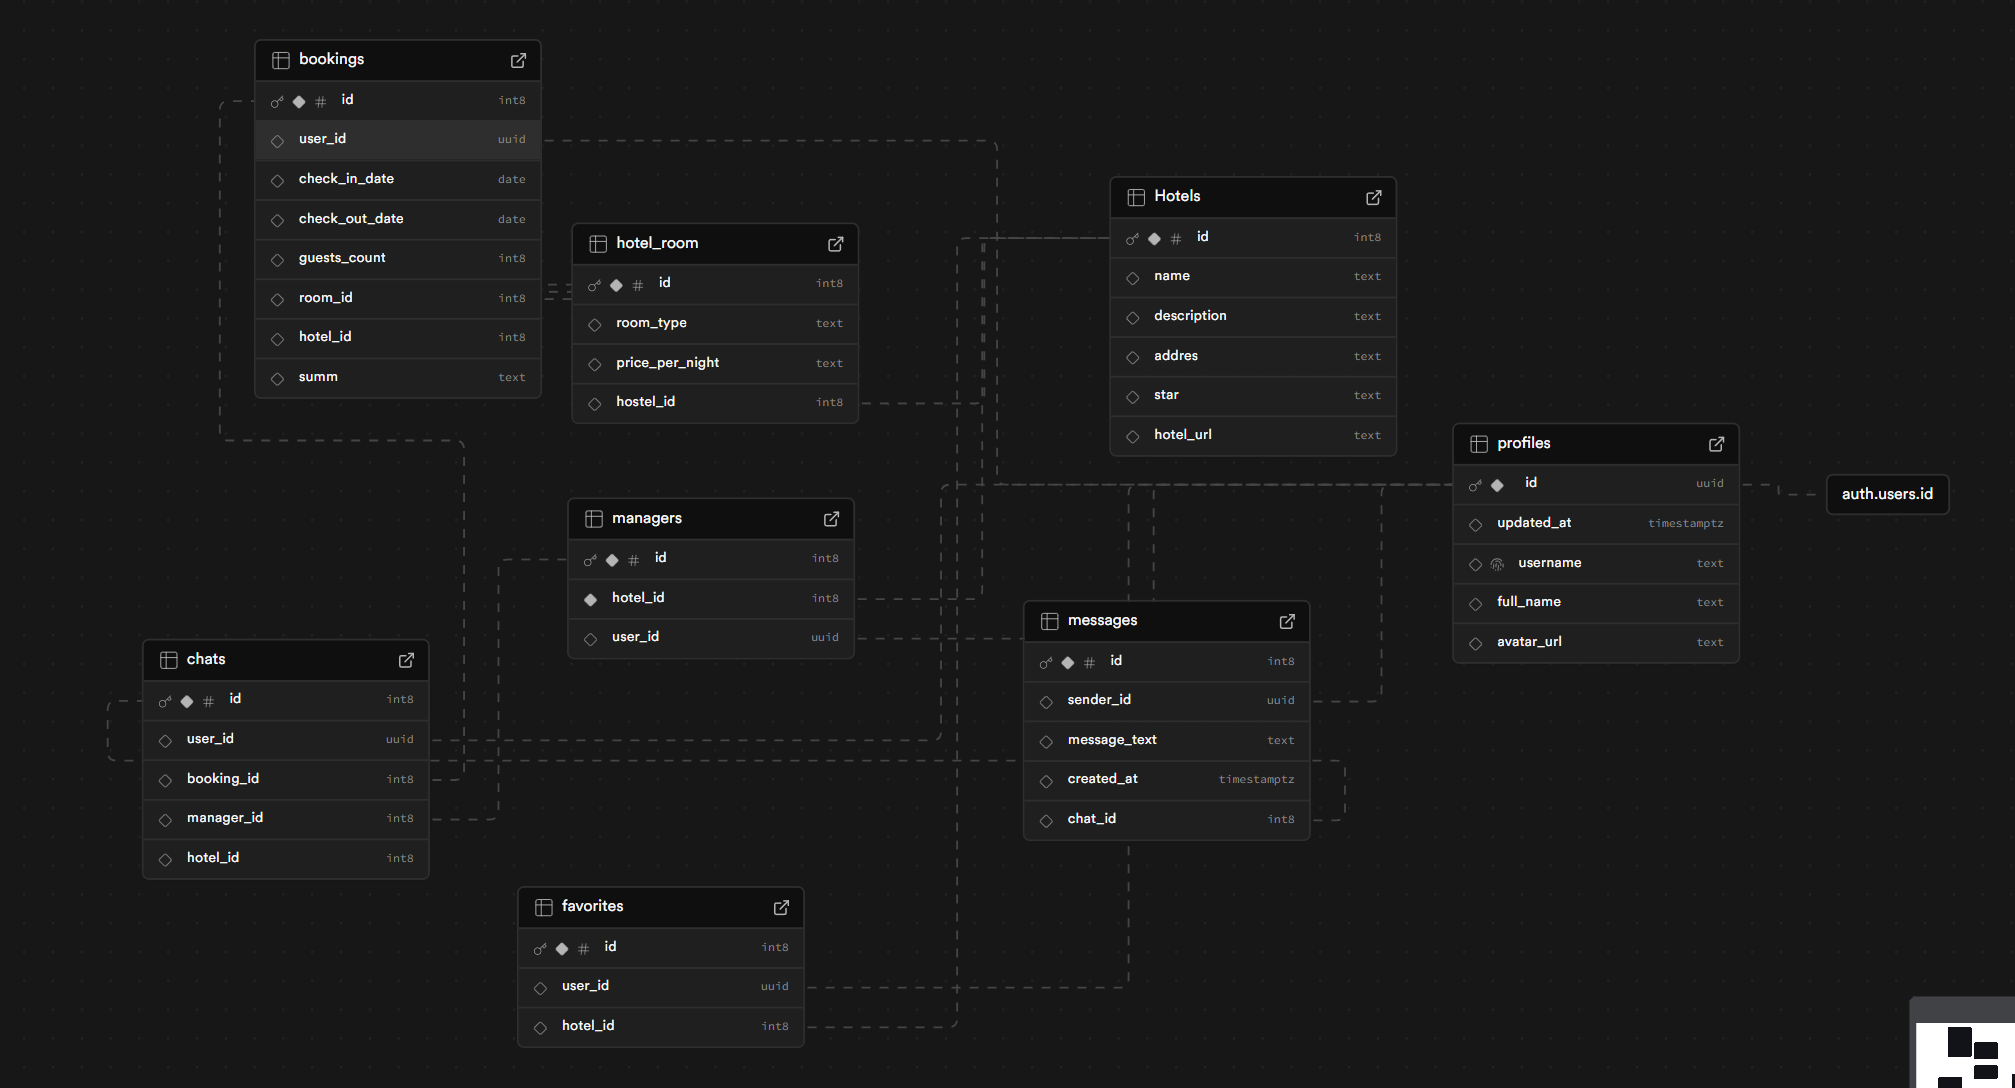 bookings
id int8
user_id uuid
check_in_date date
check_out_date date
guests_count int8
room_id int8
hotel_id int8
summ text
hotel_room
id int8
room_type text
price_per_night text
hostel_id int8
Hotels
id int8
name text
description text
addres text
star text
hotel_url text
profiles
id uuid
updated_at timestamptz
username text
full_name text
avatar_url text
auth.users.id
managers
id int8
hotel_id int8
user_id uuid
messages
id int8
sender_id uuid
message_text text
created_at timestamptz
chat_id int8
chats
id int8
user_id uuid
booking_id int8
manager_id int8
hotel_id int8
favorites
id int8
user_id uuid
hotel_id int8